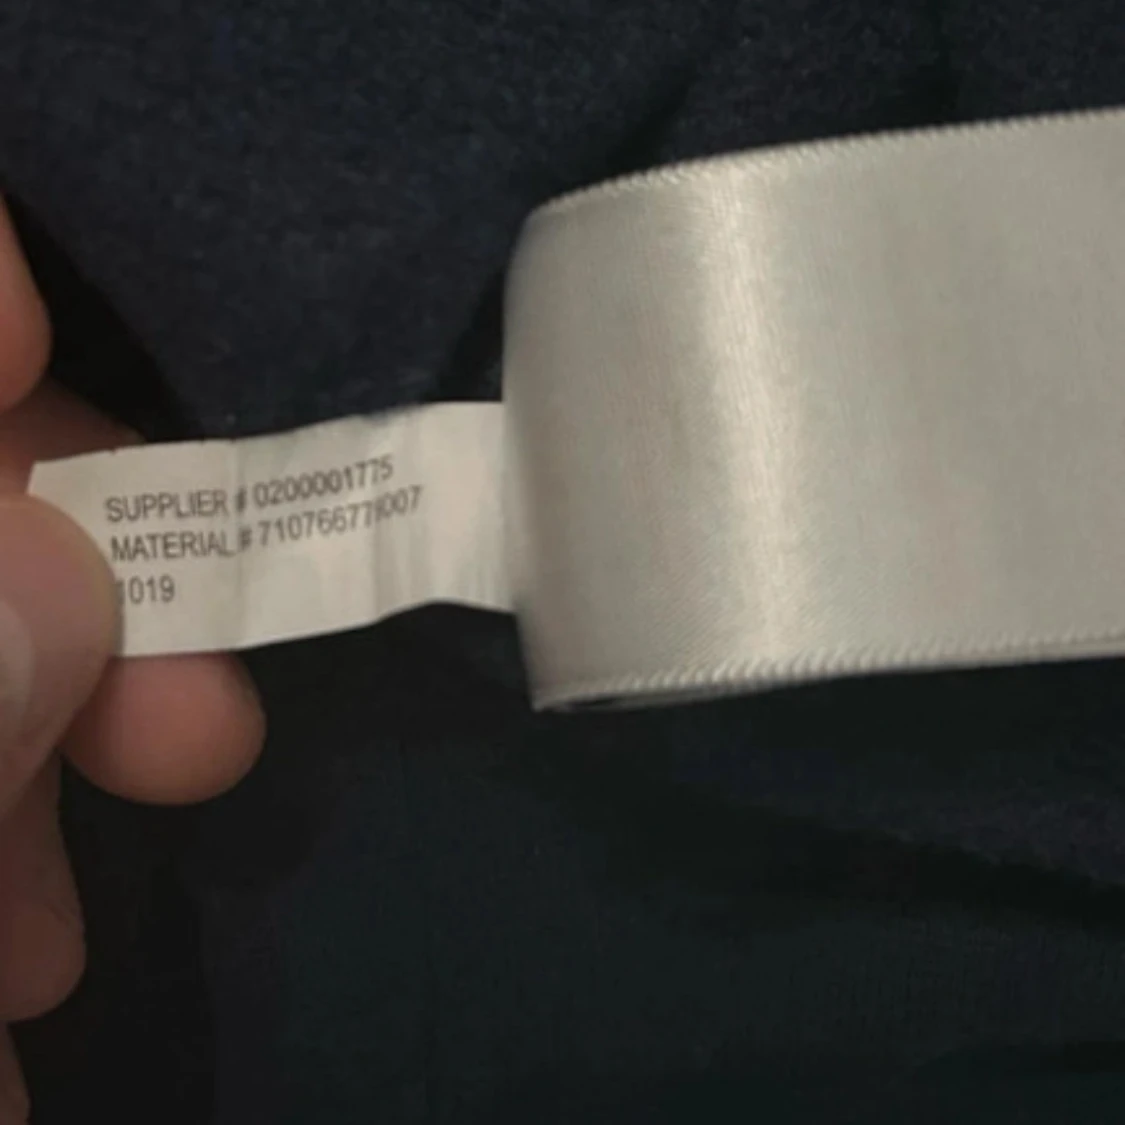 SUPPLIER # 0200001775
MATERIAL #
1019